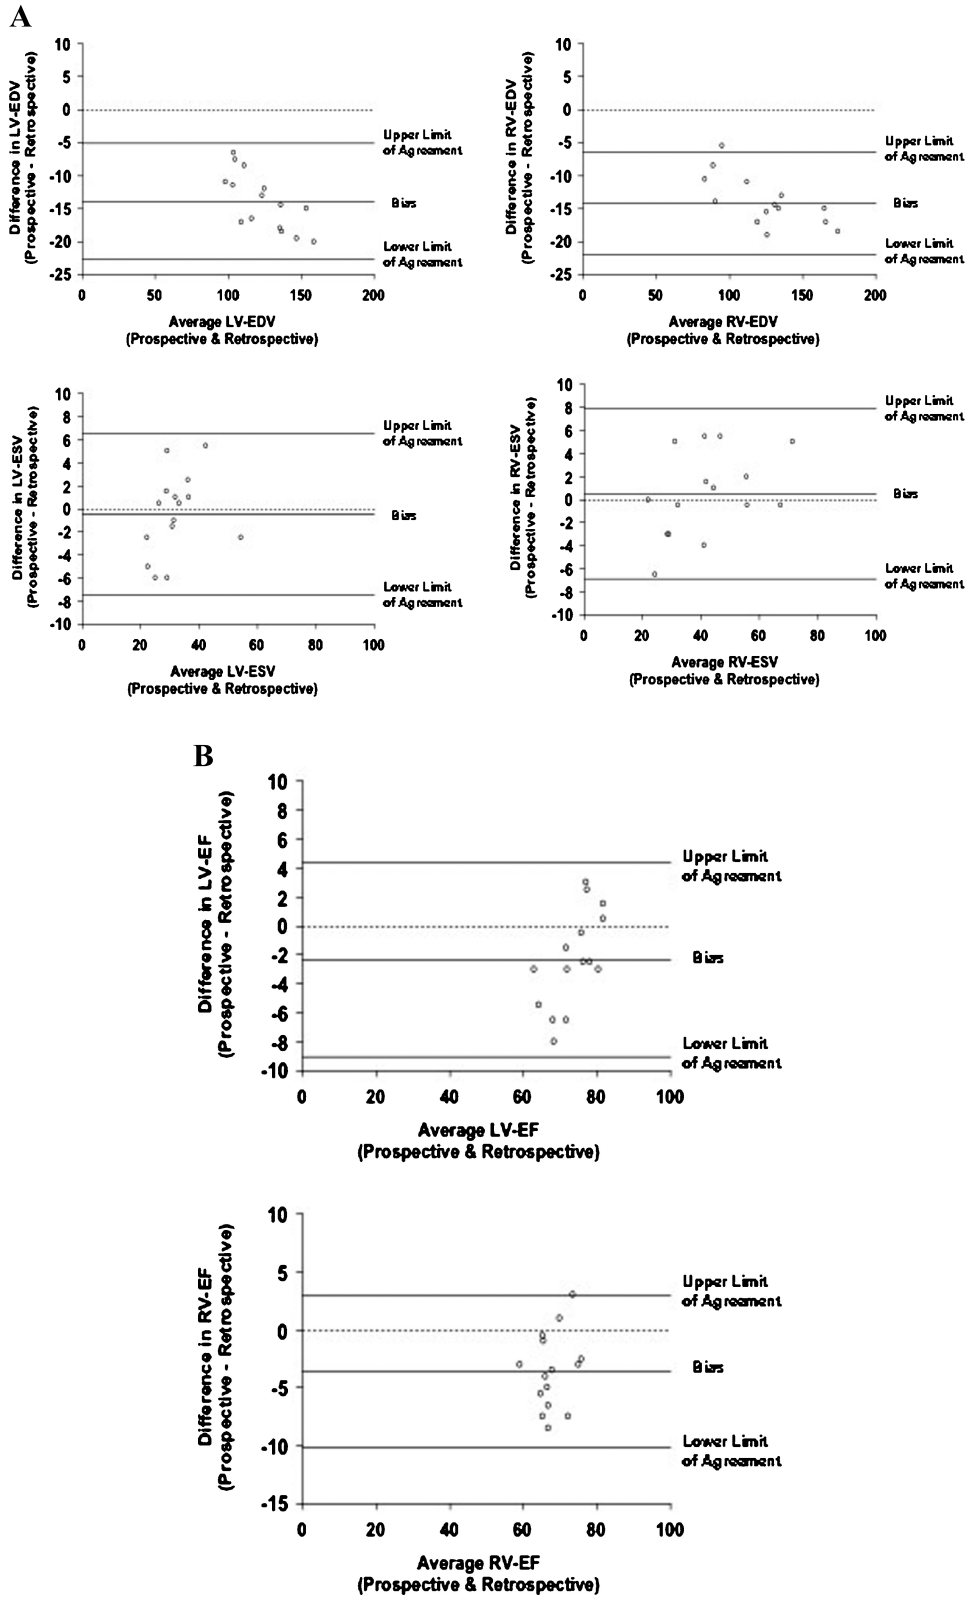 A
Difference in LV-EDV
(Prospective - Retrospective)
10
5
0
-5
-10
-15
-20
-25
Upper Limit
of Agreement
Bias
Lower Limit
of Agreement
0 50 100 150 200
Average LV-EDV
(Prospective & Retrospective)
Difference in RV-EDV
(Prospective - Retrospective)
10
5
0
-5
-10
-15
-20
-25
Upper Limit
of Agreement
Bias
Lower Limit
of Agreement
0 50 100 150 200
Average RV-EDV
(Prospective & Retrospective)
Difference in LV-ESV
(Prospective - Retrospective)
10
8
6
4
2
0
-2
-4
-6
-8
-10
Upper Limit
of Agreement
Bias
Lower Limit
of Agreement
0 20 40 60 80 100
Average LV-ESV
(Prospective & Retrospective)
Difference in RV-ESV
(Prospective - Retrospective)
10
8
6
4
2
0
-2
-4
-6
-8
-10
Upper Limit
of Agreement
Bias
Lower Limit
of Agreement
0 20 40 60 80 100
Average RV-ESV
(Prospective & Retrospective)
B
Difference in LV-EF
(Prospective - Retrospective)
10
8
6
4
2
0
-2
-4
-6
-8
-10
Upper Limit
of Agreement
Bias
Lower Limit
of Agreement
0 20 40 60 80 100
Average LV-EF
(Prospective & Retrospective)
Difference in RV-EF
(Prospective - Retrospective)
10
5
0
-5
-10
-15
Upper Limit
of Agreement
Bias
Lower Limit
of Agreement
0 20 40 60 80 100
Average RV-EF
(Prospective & Retrospective)